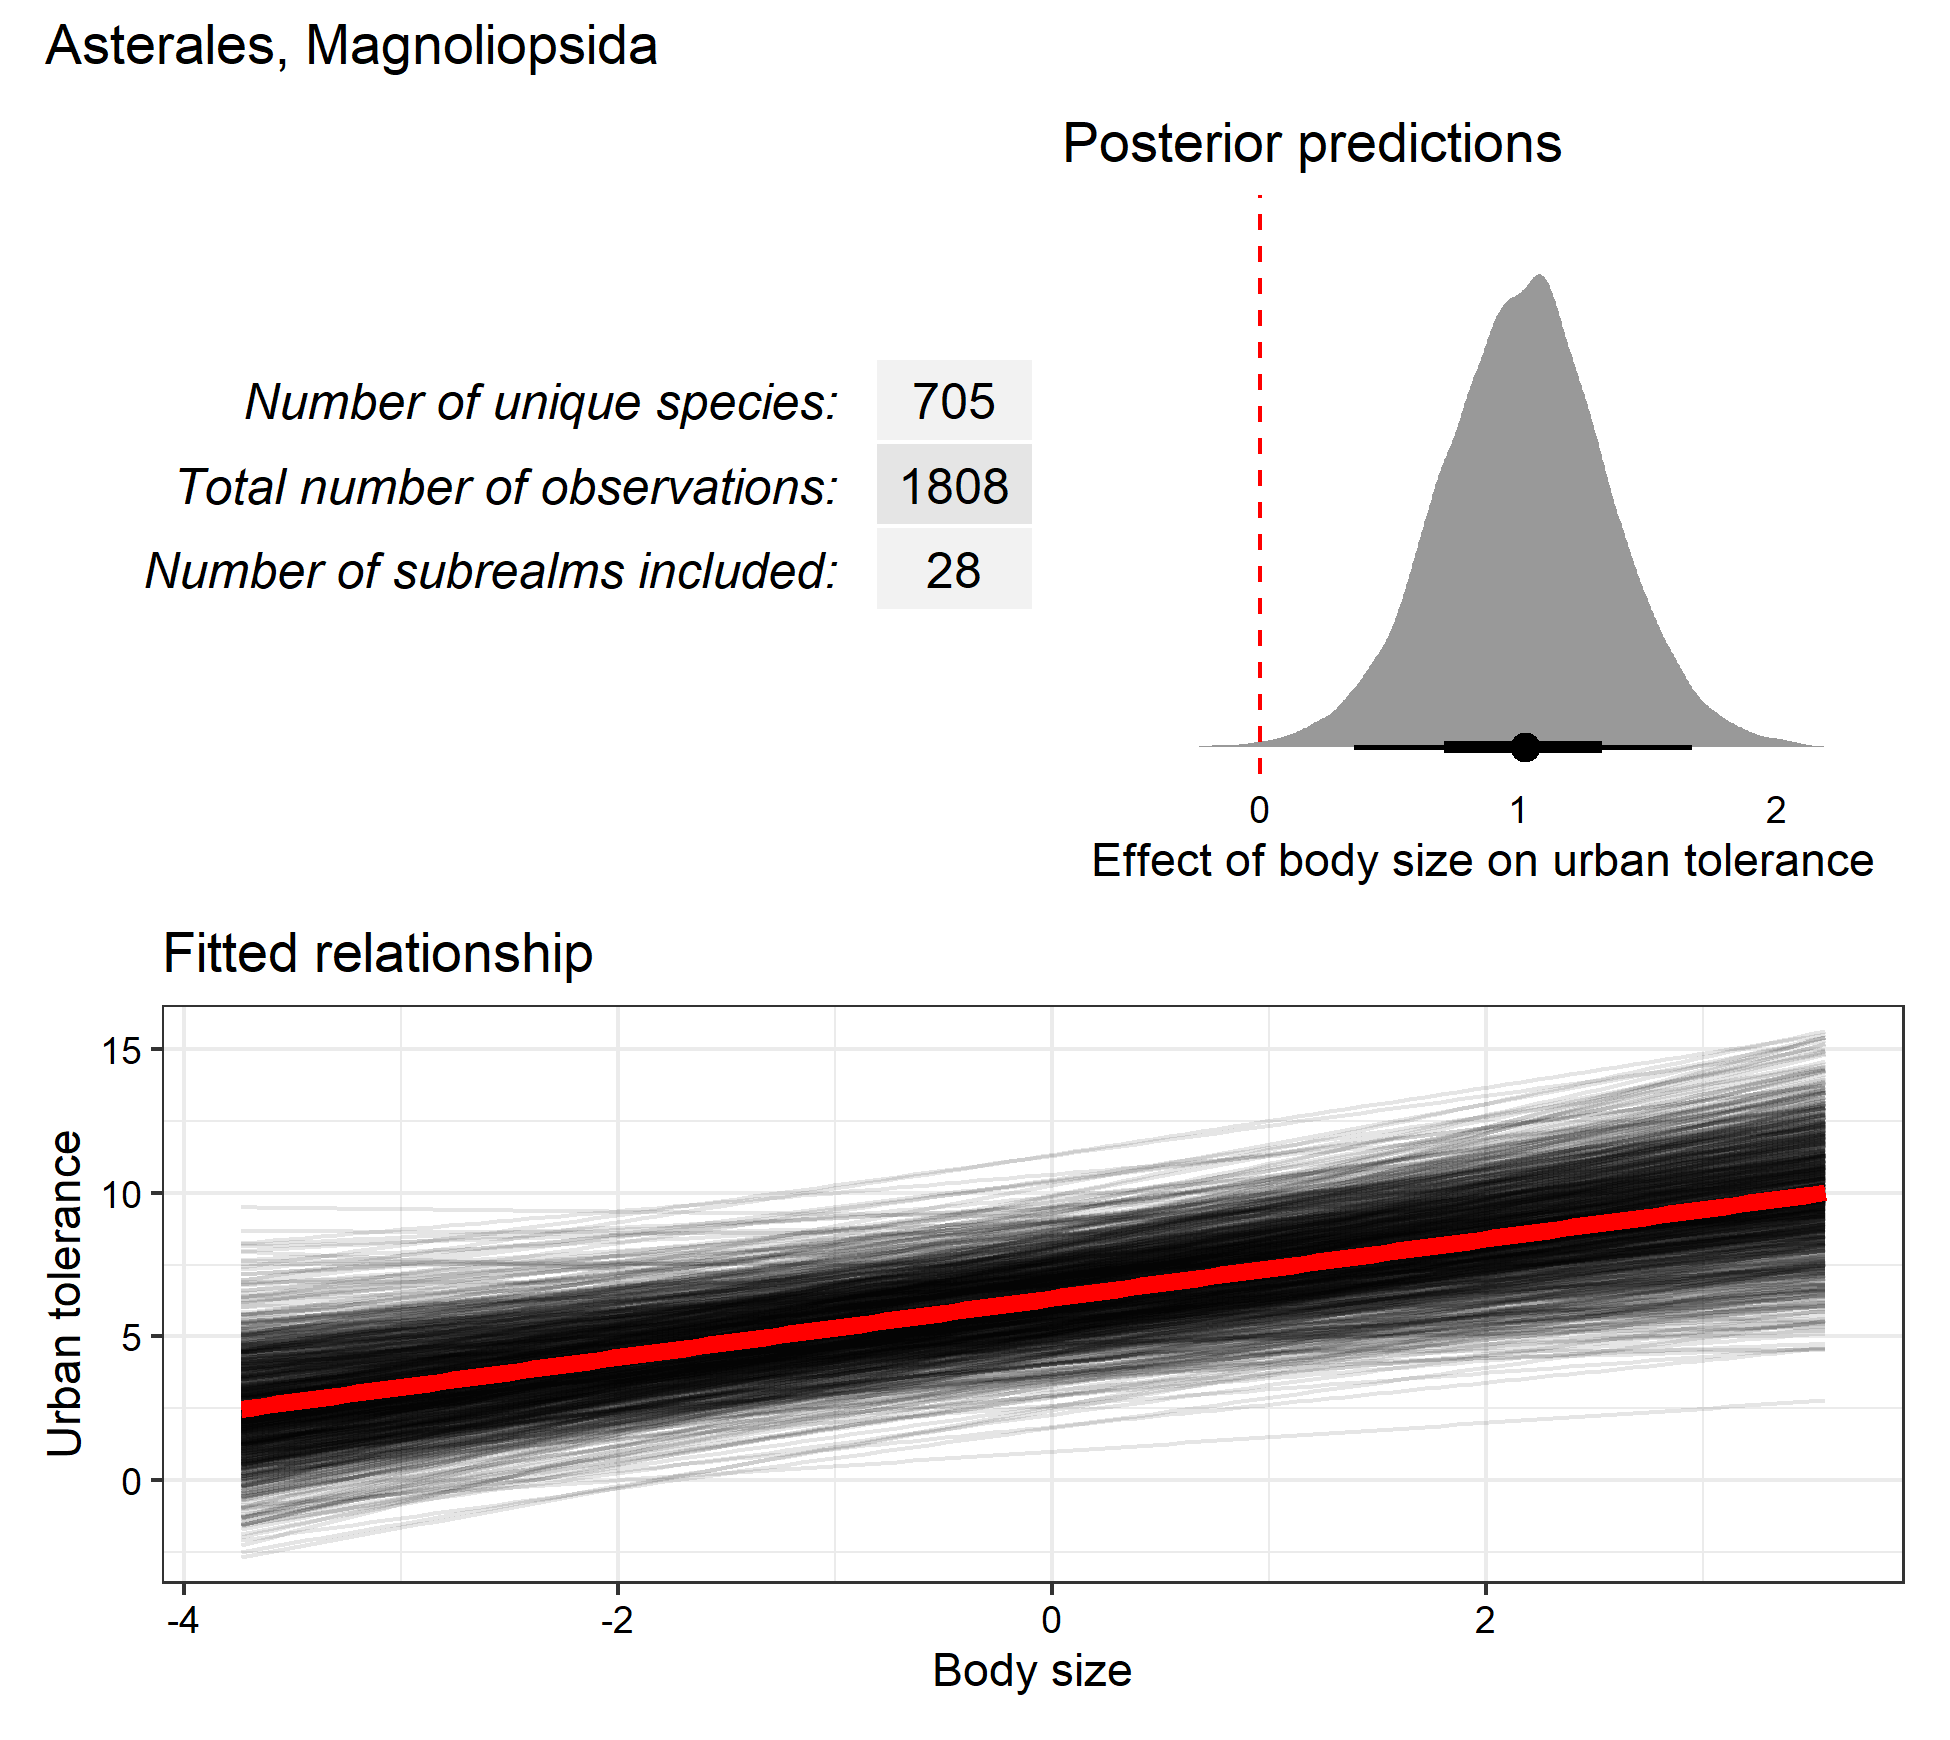 Asterales, Magnoliopsida
Posterior predictions
Number of unique species: 705
Total number of observations: 1808
Number of subrealms included: 28
0 1 2
Effect of body size on urban tolerance
Fitted relationship
15
10
5
0
Urban tolerance
-4 -2 0 2
Body size